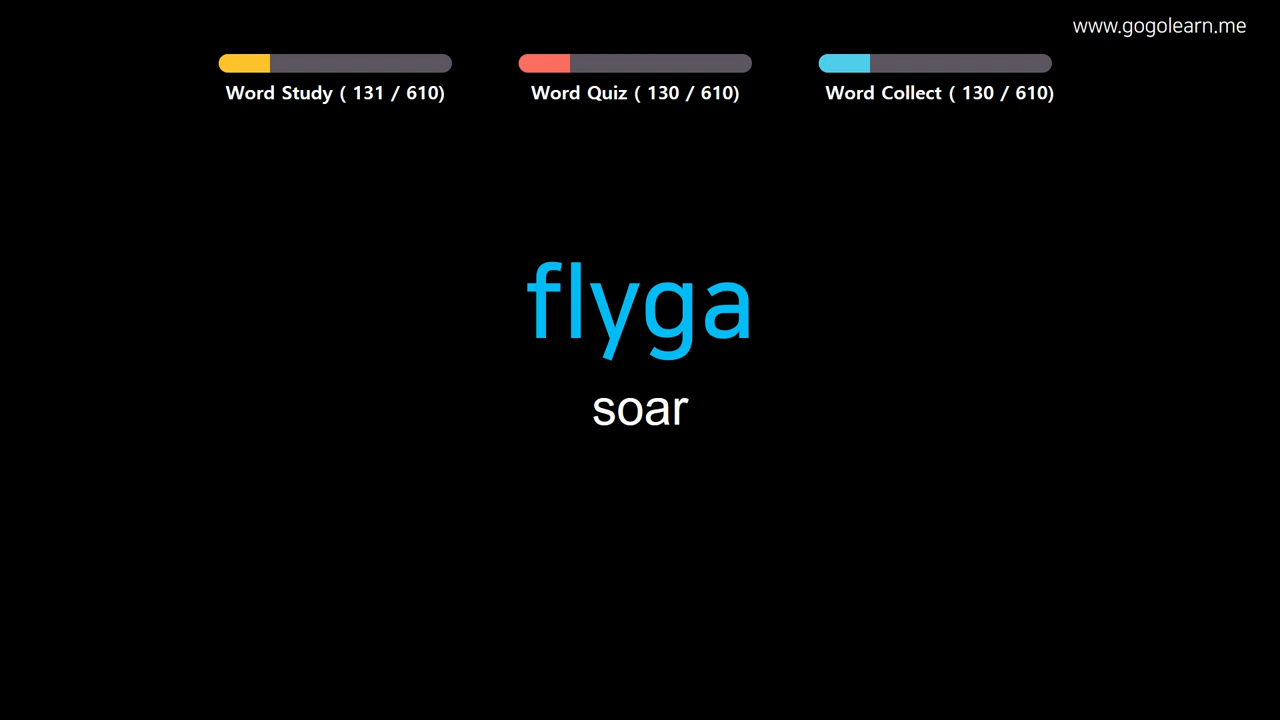 www.gogolearn.me
Word Study ( 131 / 610)
Word Quiz ( 130 / 610)
Word Collect ( 130 / 610)
flyga
soar